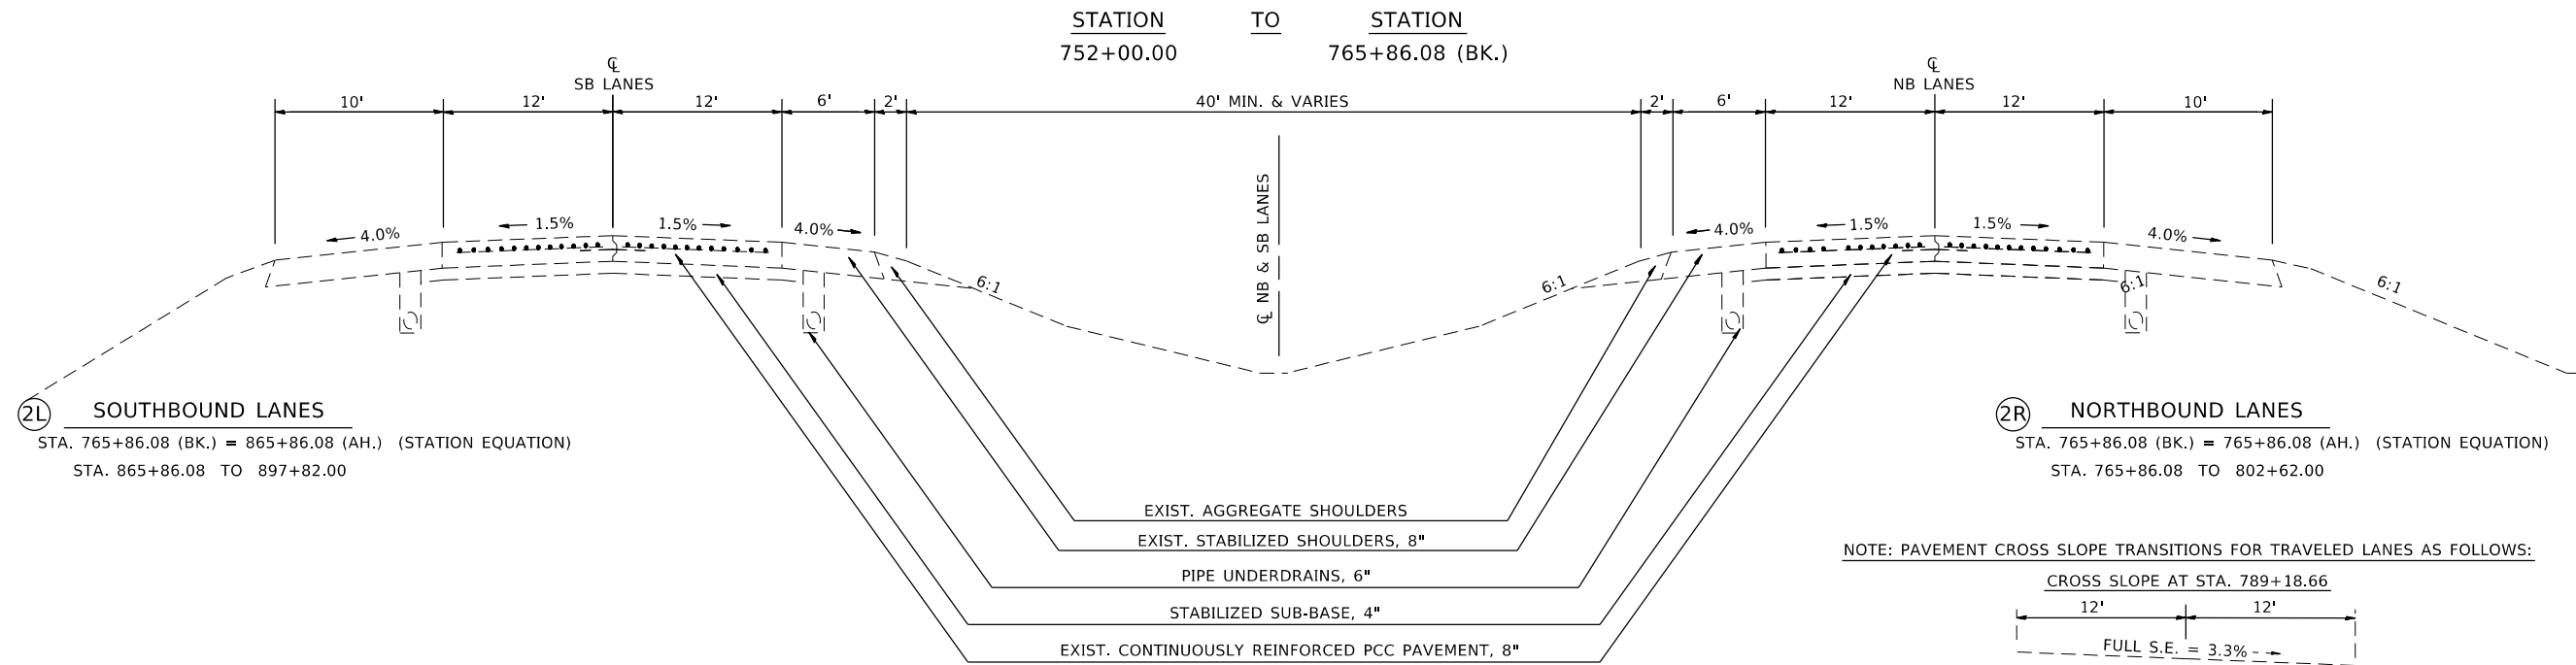 STATION TO STATION
752+00.00 765+86.08 (BK.)
℄ ℄
SB LANES NB LANES
10' 12' 12' 6' 2' 40' MIN. & VARIES 2' 6' 12' 12' 10'
℄ NB & SB LANES
4.0% 1.5% 1.5% 4.0% 4.0% 1.5% 1.5% 4.0%
6:1 6:1 6:1 6:1
2L SOUTHBOUND LANES
STA. 765+86.08 (BK.) = 865+86.08 (AH.) (STATION EQUATION)
STA. 865+86.08 TO 897+82.00
2R NORTHBOUND LANES
STA. 765+86.08 (BK.) = 765+86.08 (AH.) (STATION EQUATION)
STA. 765+86.08 TO 802+62.00
EXIST. AGGREGATE SHOULDERS
EXIST. STABILIZED SHOULDERS, 8"
PIPE UNDERDRAINS, 6"
STABILIZED SUB-BASE, 4"
EXIST. CONTINUOUSLY REINFORCED PCC PAVEMENT, 8"
NOTE: PAVEMENT CROSS SLOPE TRANSITIONS FOR TRAVELED LANES AS FOLLOWS:
CROSS SLOPE AT STA. 789+18.66
12' 12'
FULL S.E. = 3.3%